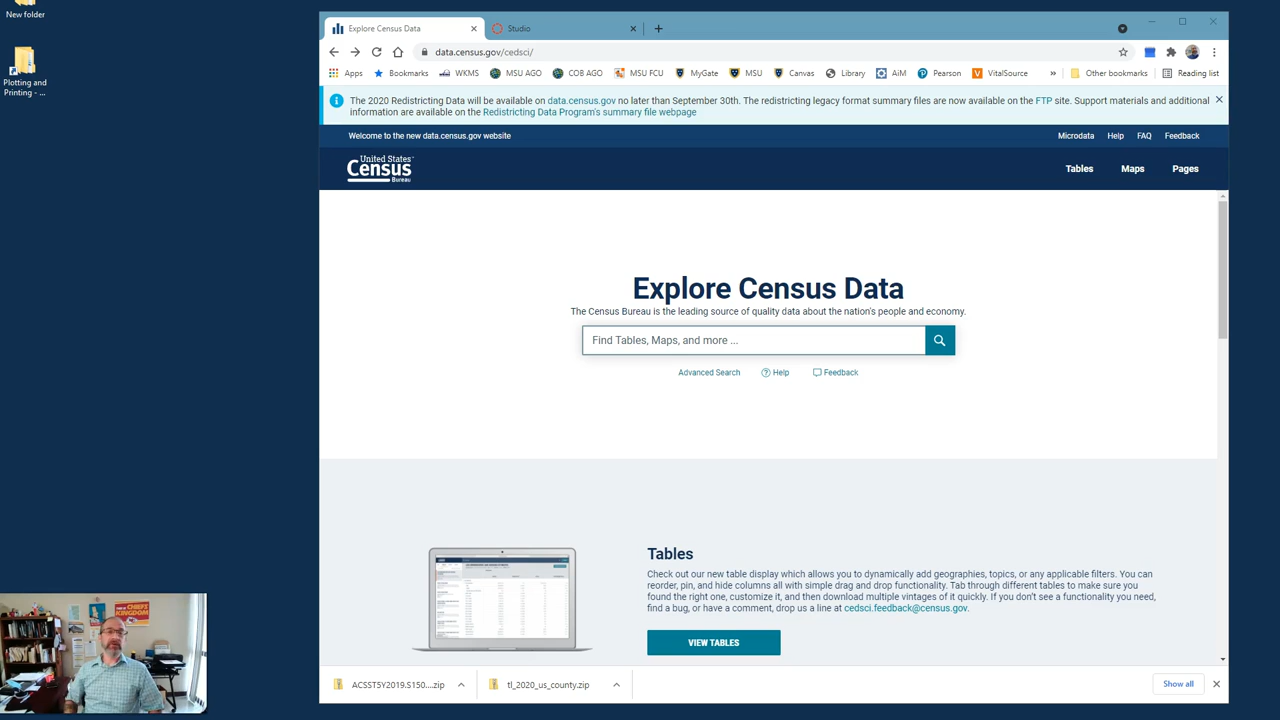 New folder
Plotting and
Printing - ...
Explore Census Data
Studio
data.census.gov/cedsci/
Apps
Bookmarks
WKMS
MSU AGO
COB AGO
MSU FCU
MyGate
MSU
Canvas
Library
AiM
Pearson
VitalSource
»
Other bookmarks
Reading list
The 2020 Redistricting Data will be available on data.census.gov no later than September 30th. The redistricting legacy format summary files are now available on the FTP site. Support materials and additional
information are available on the Redistricting Data Program's summary file webpage
Welcome to the new data.census.gov website
Microdata
Help
FAQ
Feedback
United States
Census
Bureau
Tables
Maps
Pages
Explore Census Data
The Census Bureau is the leading source of quality data about the nation's people and economy.
Find Tables, Maps, and more ...
Advanced Search
Help
Feedback
Tables
Check out our new table display which allows you to dynamically add geographies, topics, or any applicable filters. You can
reorder, pin, and hide columns all with simple drag and drop functionality. Tab through different tables to make sure you
found the right one, customize it, and then download multiple vintages of it quickly. If you don't see a functionality you need,
find a bug, or have a comment, drop us a line at cedsci.feedback@census.gov.
VIEW TABLES
CHIEFS
KINGDOM
ACSST5Y2019.S150....zip
tl_2020_us_county.zip
Show all